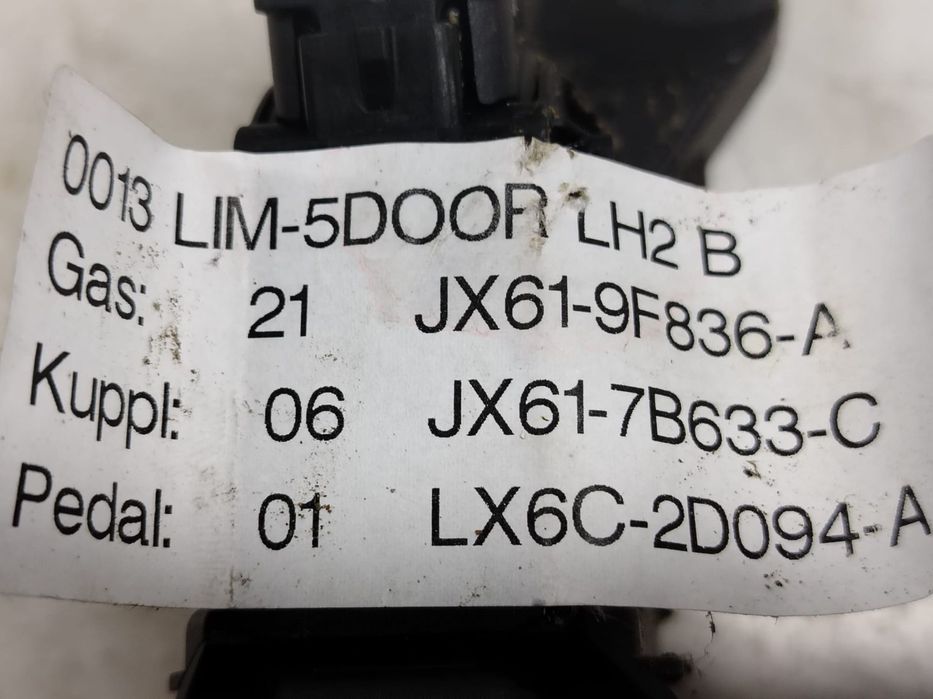 0013 LIM-5DOOR LH2 B
Gas: 21 JX61-9F836-A
Kuppl: 06 JX61-7B633-C
Pedal: 01 LX6C-2D094-A